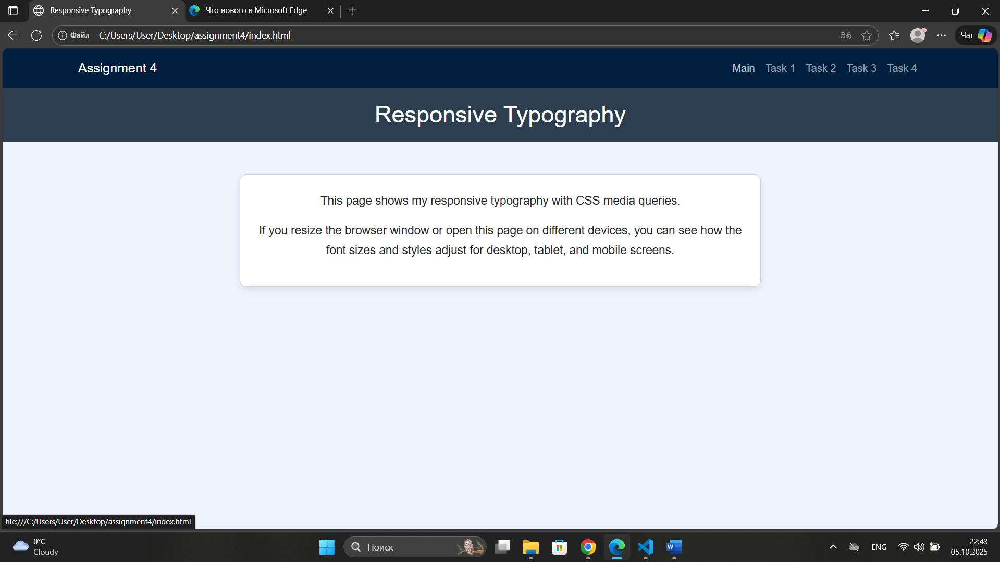 Responsive Typography
Что нового в Microsoft Edge
Файл
C:/Users/User/Desktop/assignment4/index.html
аあ
Чат
Assignment 4
Main
Task 1
Task 2
Task 3
Task 4
Responsive Typography
This page shows my responsive typography with CSS media queries.
If you resize the browser window or open this page on different devices, you can see how the
font sizes and styles adjust for desktop, tablet, and mobile screens.
file:///C:/Users/User/Desktop/assignment4/index.html
0°C
Cloudy
Поиск
W
ENG
22:43
05.10.2025